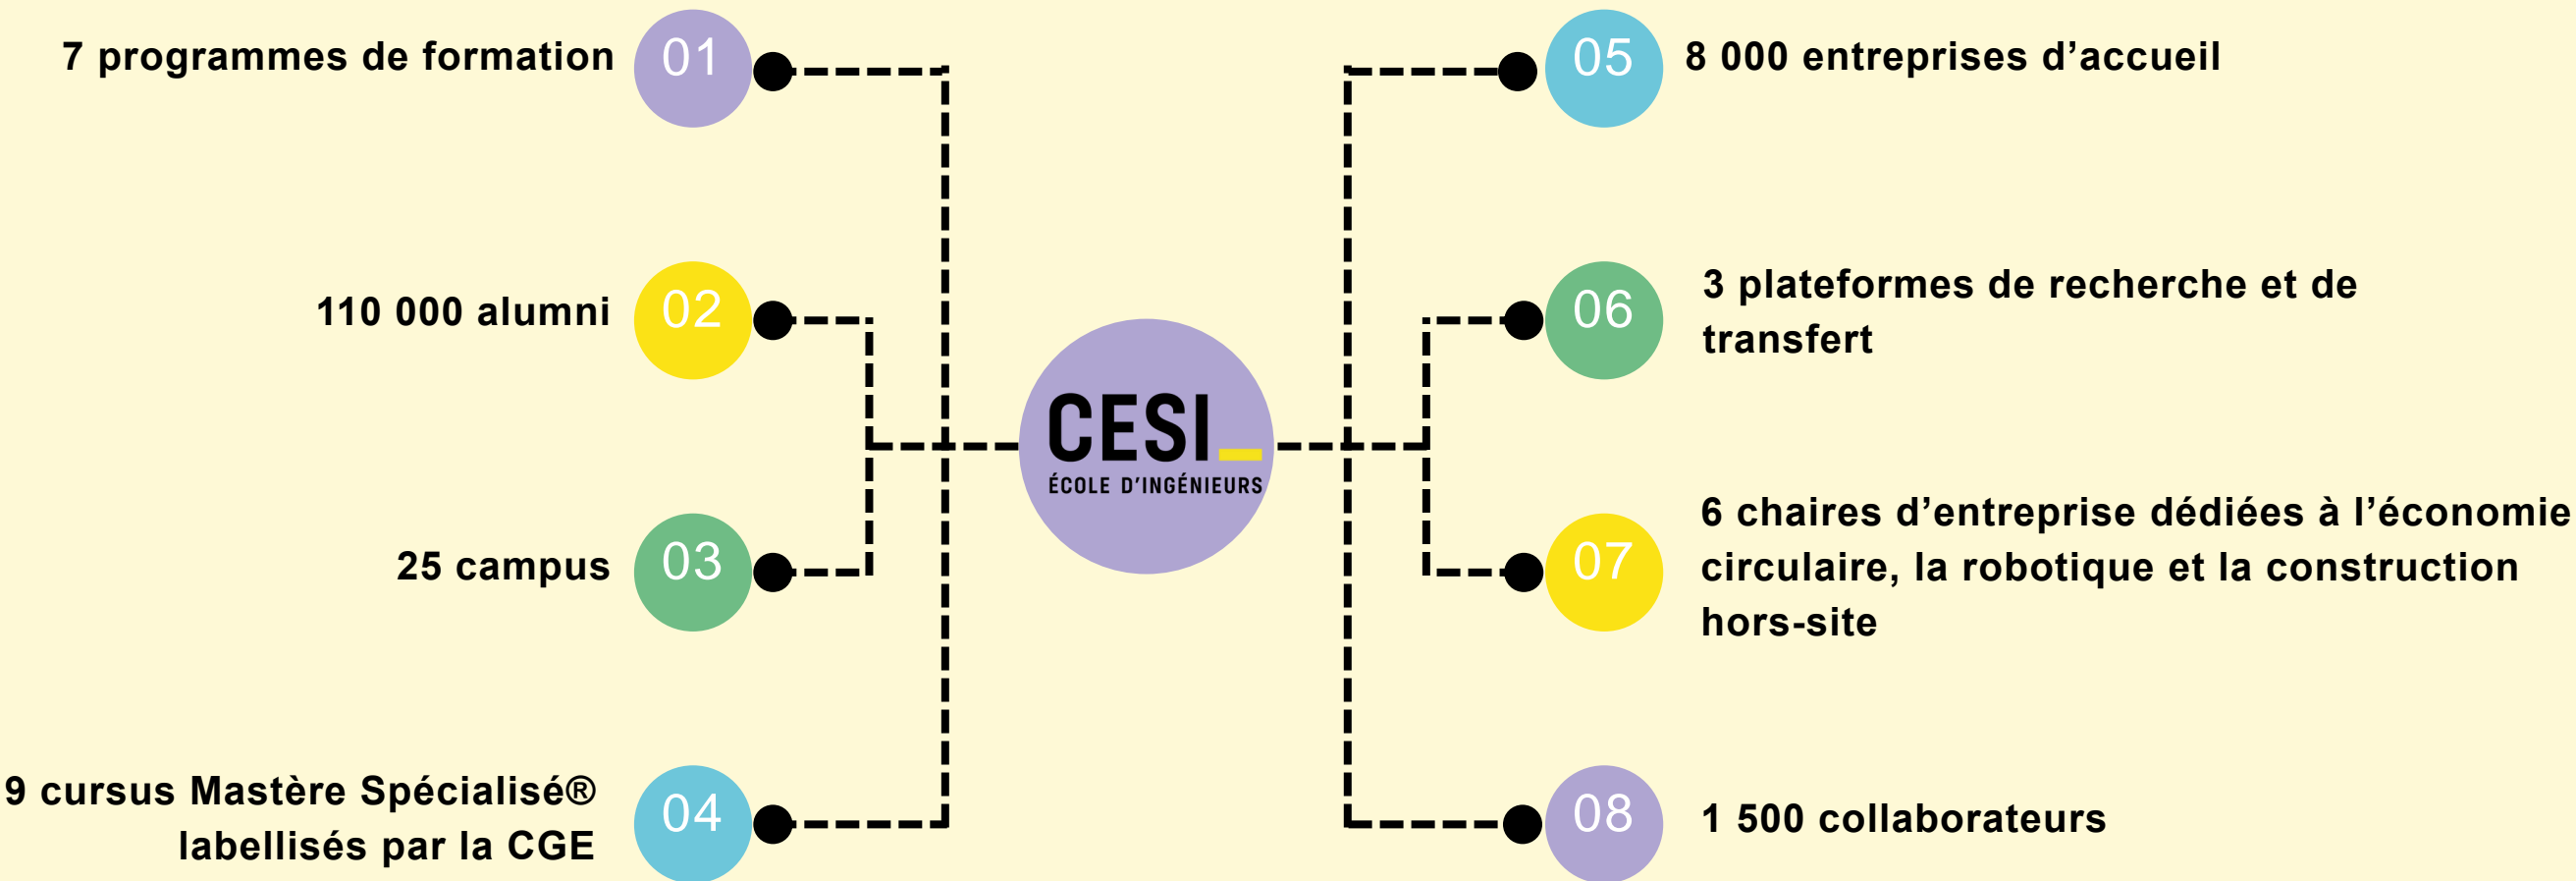 7 programmes de formation
01
110 000 alumni
02
25 campus
03
9 cursus Mastère Spécialisé®
labellisés par la CGE
04
CESI_
ÉCOLE D'INGÉNIEURS
05
8 000 entreprises d’accueil
06
3 plateformes de recherche et de
transfert
07
6 chaires d’entreprise dédiées à l’économie
circulaire, la robotique et la construction
hors-site
08
1 500 collaborateurs